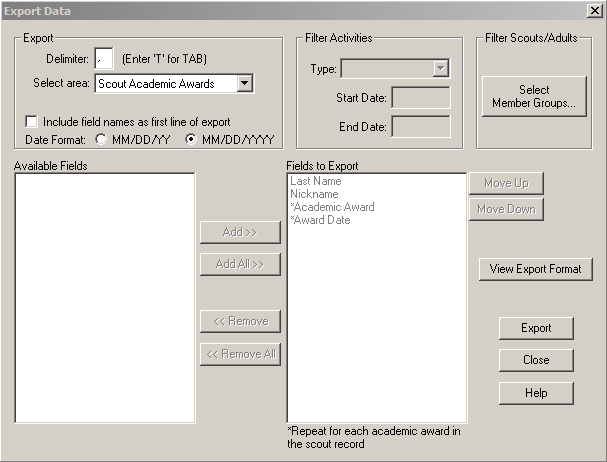 Export Data
Export
Delimiter: , (Enter 'T' for TAB)
Select area: Scout Academic Awards
Include field names as first line of export
Date Format: MM/DD/YY MM/DD/YYYY
Filter Activities
Type:
Start Date:
End Date:
Filter Scouts/Adults
Select
Member Groups...
Available Fields
Add >>
Add All >>
<< Remove
<< Remove All
Fields to Export
Last Name
Nickname
*Academic Award
*Award Date
*Repeat for each academic award in
the scout record
Move Up
Move Down
View Export Format
Export
Close
Help